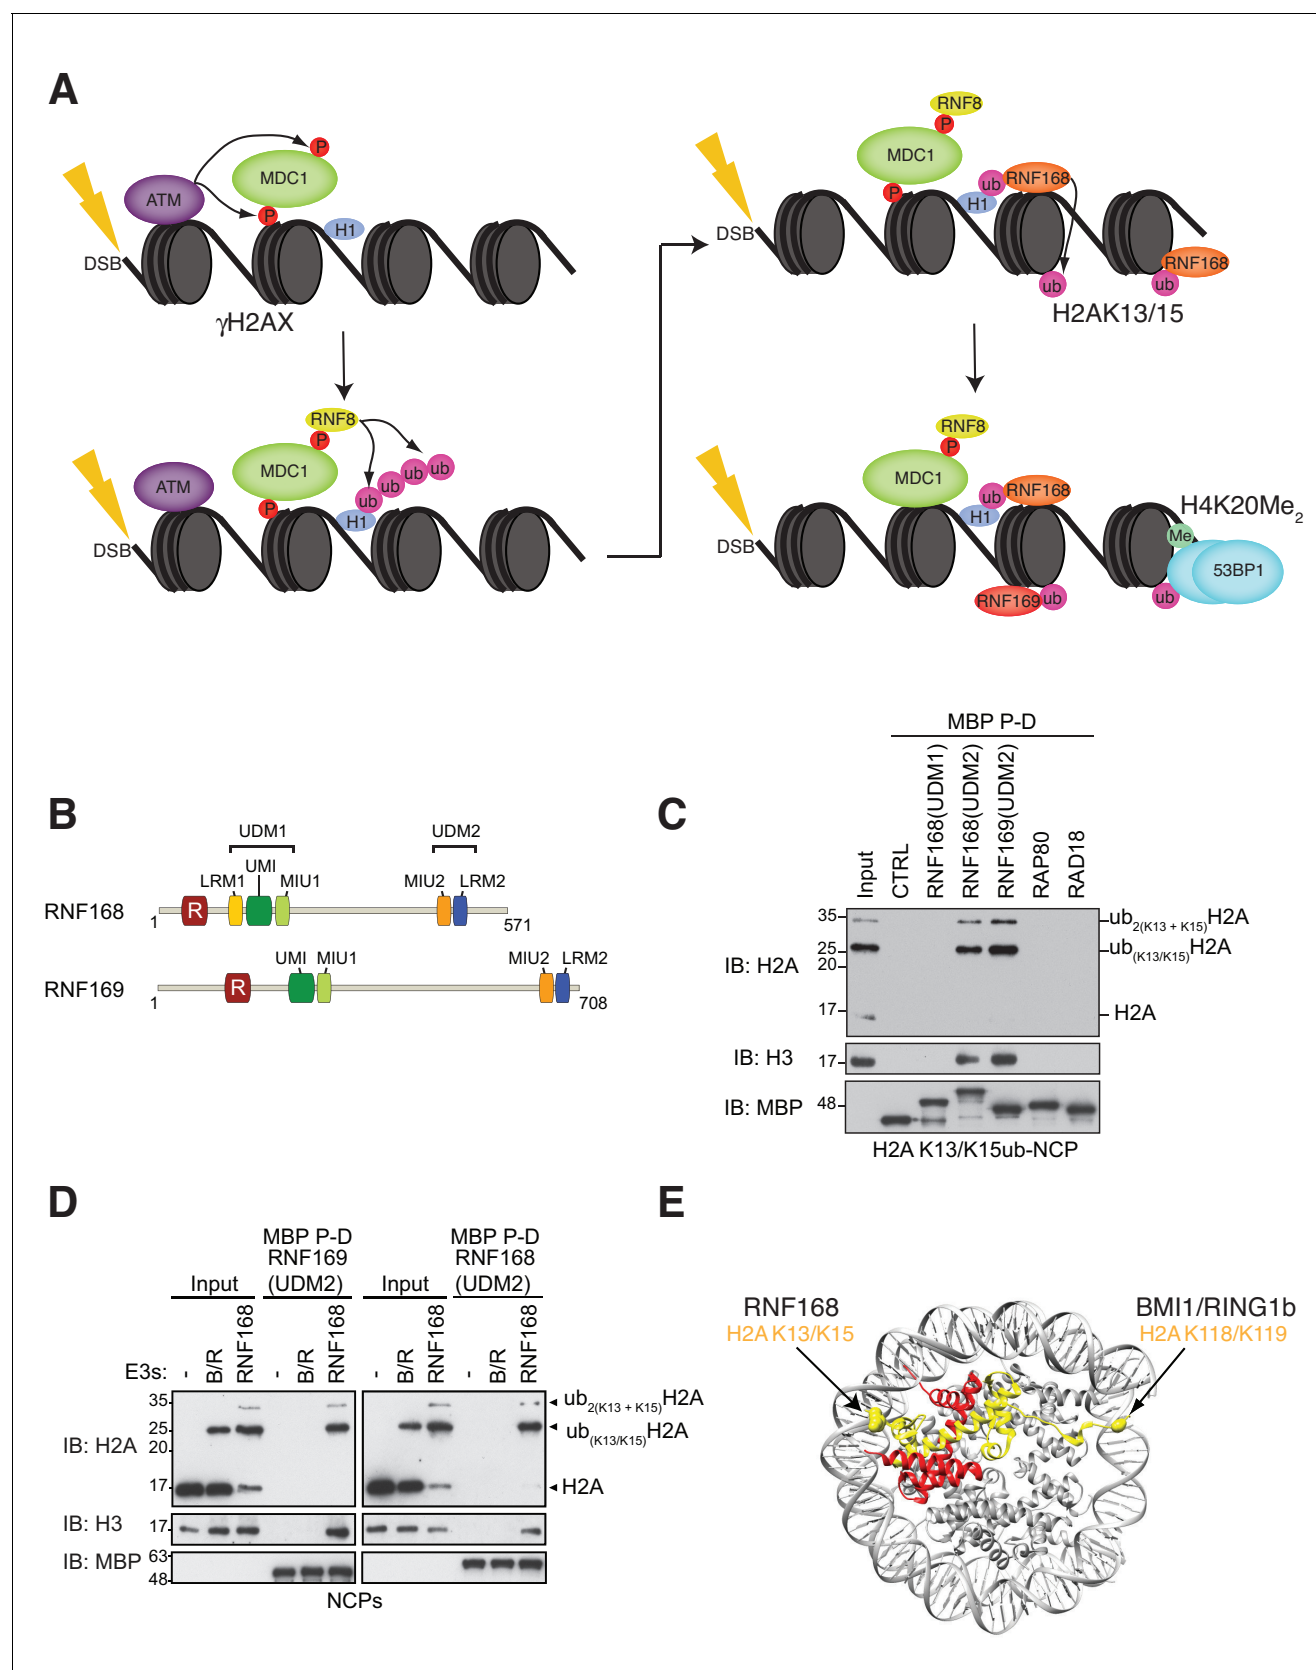 A
ATM
P
MDC1
P
H1
DSB
γH2AX
RNF8
P
MDC1
ATM
P
ub
ub
ub
ub
H1
DSB
RNF8
P
MDC1
P
ub
RNF168
H1
DSB
ub
RNF168
ub
H2AK13/15
RNF8
P
MDC1
ub
RNF168
H1
DSB
H4K20Me2
Me
53BP1
RNF169
ub
ub
B
UDM1
UDM2
UMI
LRM1
MIU1
MIU2
LRM2
RNF168
R
1
571
UMI
MIU1
MIU2
LRM2
RNF169
R
1
708
C
MBP P-D
Input
CTRL
RNF168(UDM1)
RNF168(UDM2)
RNF169(UDM2)
RAP80
RAD18
IB: H2A
35
25
20
17
ub2(K13 + K15)H2A
ub(K13/K15)H2A
H2A
IB: H3
17
IB: MBP
48
H2A K13/K15ub-NCP
D
MBP P-D
RNF169
(UDM2)
MBP P-D
RNF168
(UDM2)
Input
Input
E3s:
-
B/R
RNF168
-
B/R
RNF168
-
B/R
RNF168
-
B/R
RNF168
IB: H2A
35
25
20
17
ub2(K13 + K15)H2A
ub(K13/K15)H2A
H2A
IB: H3
17
IB: MBP
63
48
NCPs
E
RNF168
H2A K13/K15
BMI1/RING1b
H2A K118/K119